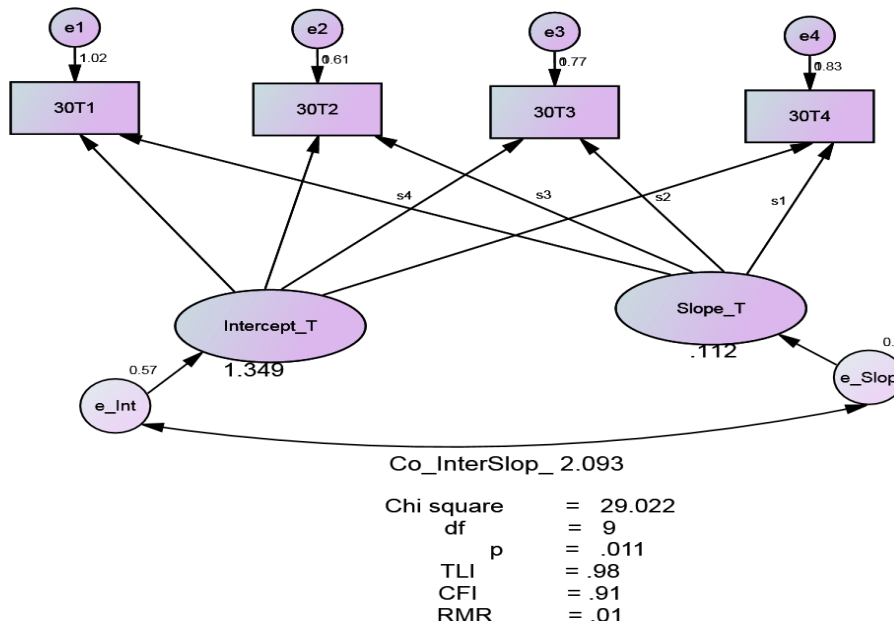 e1
e2
e3
e4
1.02
0.61
0.77
0.83
30T1
30T2
30T3
30T4
s4
s3
s2
s1
Intercept_T
Slope_T
1.349
.112
0.57
e_Int
e_Slop
Co_InterSlop_ 2.093
Chi square = 29.022
df = 9
p = .011
TLI = .98
CFI = .91
RMR = .01